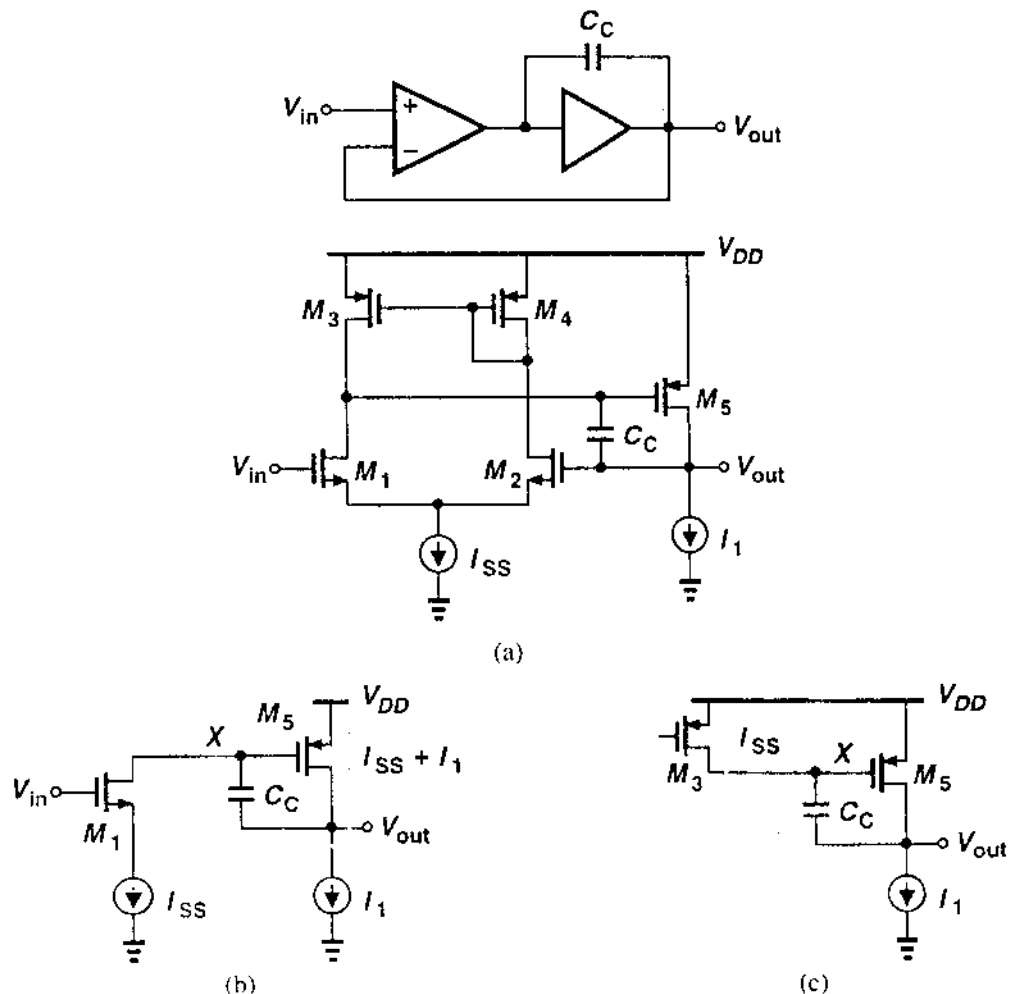 C_C
V_in + − V_out
V_DD
M_3 M_4
M_5
C_C
V_in M_1 M_2 V_out
I_SS I_1
(a)
M_5 V_DD
X I_SS + I_1
V_in C_C
M_1 V_out
I_SS I_1
(b)
V_DD
I_SS X
M_3 M_5
C_C
V_out
I_1
(c)